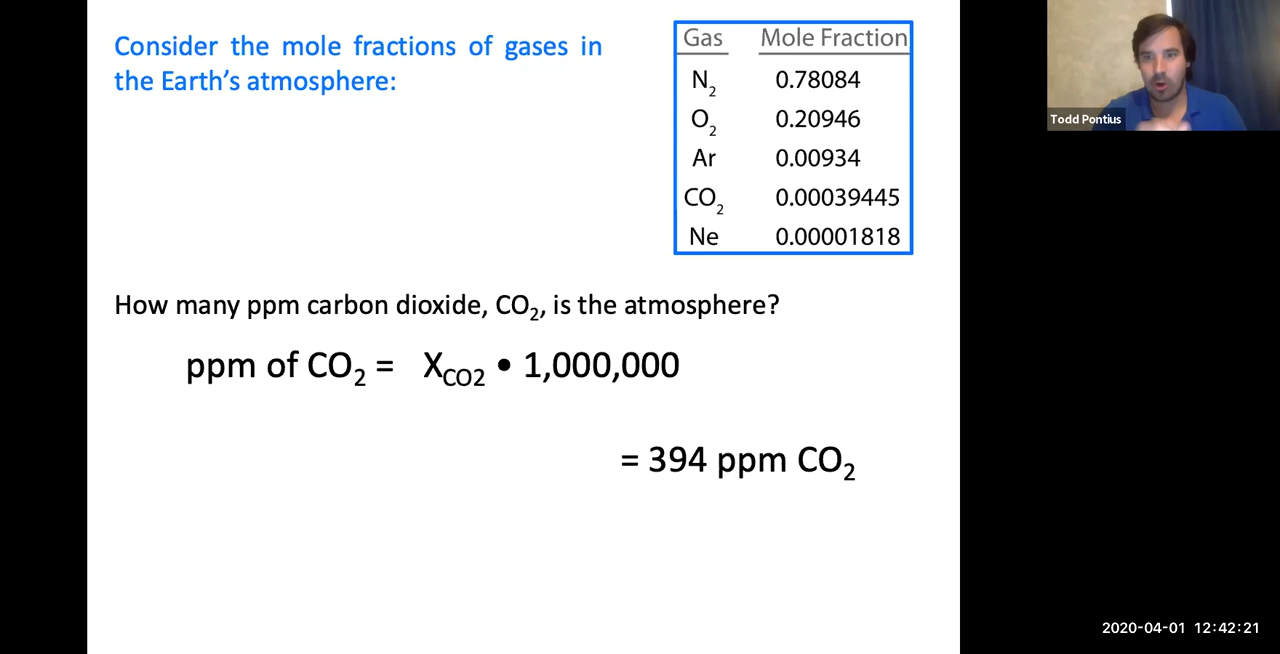 Consider the mole fractions of gases in
the Earth's atmosphere:
Gas Mole Fraction
N₂ 0.78084
O₂ 0.20946
Ar 0.00934
CO₂ 0.00039445
Ne 0.00001818
Todd Pontius
How many ppm carbon dioxide, CO₂, is the atmosphere?
ppm of CO₂ = X_CO2 • 1,000,000
= 394 ppm CO₂
2020-04-01 12:42:21